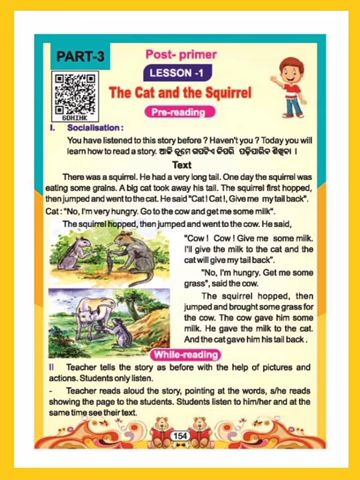 PART-3
Post- primer
LESSON -1
The Cat and the Squirrel
6DHIHK
Pre-reading
I. Socialisation :
You have listened to this story before ? Haven't you ? Today you will
learn how to read a story. ଆଜି ତୁମେ ଗପଟିଏ କିପରି ପଢ଼ିପାରିବ ଶିଖିବା ।
Text
There was a squirrel. He had a very long tail. One day the squirrel was
eating some grains. A big cat took away his tail. The squirrel first hopped,
then jumped and went to the cat. He said "Cat ! Cat !, Give me my tail back".
Cat : "No, I'm very hungry. Go to the cow and get me some milk".
The squirrel hopped, then jumped and went to the cow. He said,
"Cow ! Cow ! Give me some milk.
I'll give the milk to the cat and the
cat will give my tail back".
"No, I'm hungry. Get me some
grass", said the cow.
The squirrel hopped, then
jumped and brought some grass for
the cow. The cow gave him some
milk. He gave the milk to the cat.
And the cat gave him his tail back .
While-reading
II Teacher tells the story as before with the help of pictures and
actions. Students only listen.
- Teacher reads aloud the story, pointing at the words, s/he reads
showing the page to the students. Students listen to him/her and at the
same time see their text.
154